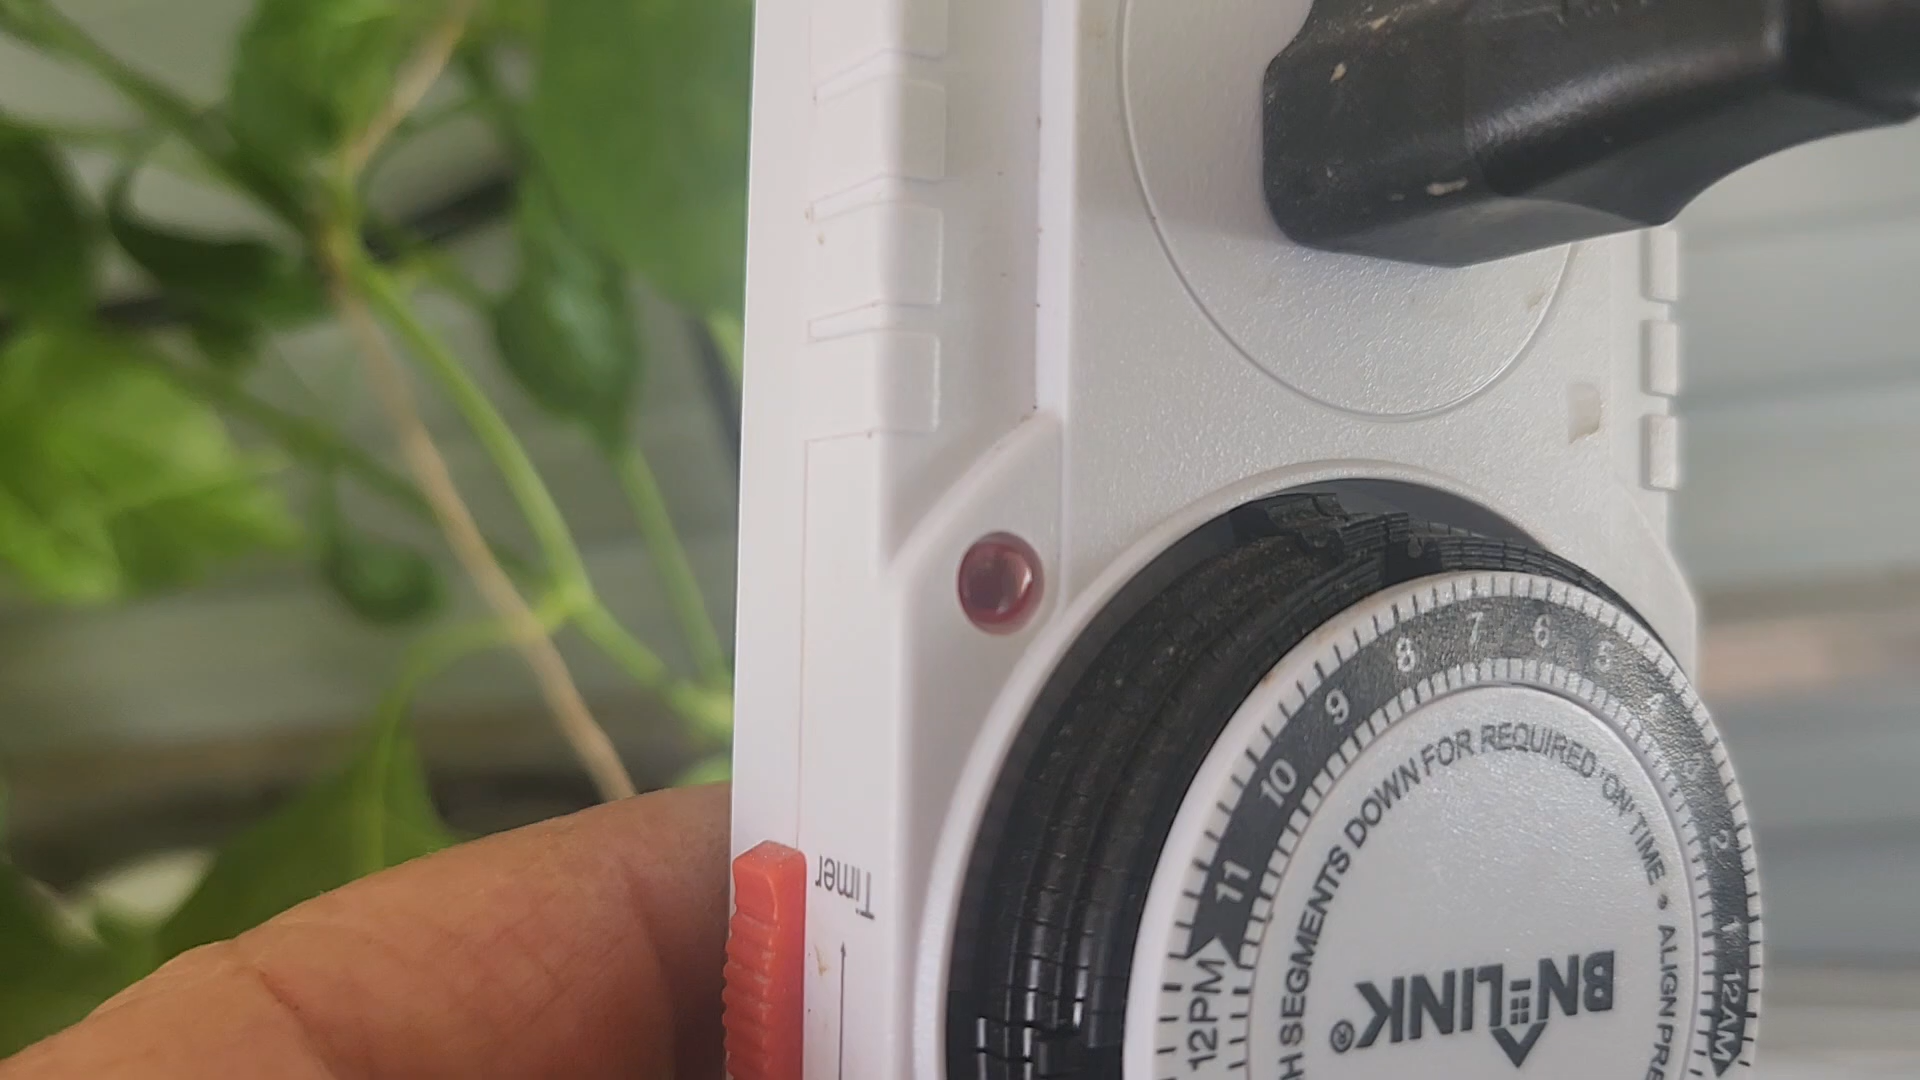 Timer
12PM
11
10
9
8
7
6
5
4
3
2
1
12AM
H SEGMENTS DOWN FOR REQUIRED 'ON' TIME • ALIGN PRE
BN-LINK®